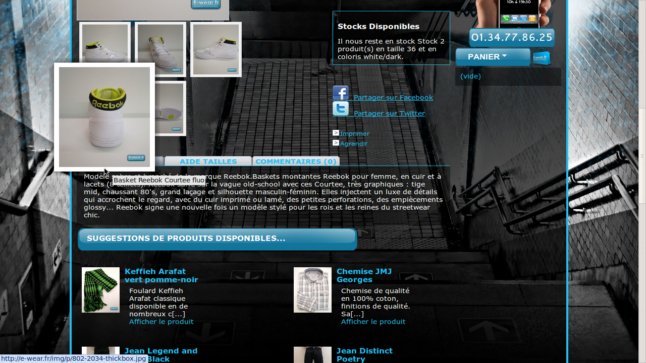 e-wear.fr
10h à 19h30
Stocks Disponibles
Il nous reste en stock Stock 2
produit(s) en taille 36 et en
coloris white/dark.
01.34.77.86.25
PANIER
(vide)
Reebok
Partager sur Facebook
Partager sur Twitter
Imprimer
Agrandir
AIDE TAILLES
COMMENTAIRES (0)
Modèle
que Reebok.Baskets montantes Reebok pour femme, en cuir et à
Basket Reebok Courtee fluo
lacets
sur la vague old-school avec ces Courtee, très graphiques : tige
mid, chaussant 80's, grand laçage et silhouette masculin-féminin. Elles injectent un luxe de détails
qui accrochent le regard, avec du cuir imprimé ou lamé, des petites perforations, des empiècements
glossy... Reebok signe une nouvelle fois un modèle stylé pour les rois et les reines du streetwear
chic.
SUGGESTIONS DE PRODUITS DISPONIBLES...
Keffieh Arafat
vert pomme-noir
Foulard Keffieh
Arafat classique
disponible en de
nombreux c[...]
Afficher le produit
Chemise JMJ
Georges
Chemise de qualité
en 100% coton,
finitions de qualité.
Sa[...]
Afficher le produit
Jean Legend and
Black
Jean Distinct
Poetry
http://e-wear.fr/img/p/802-2034-thickbox.jpg